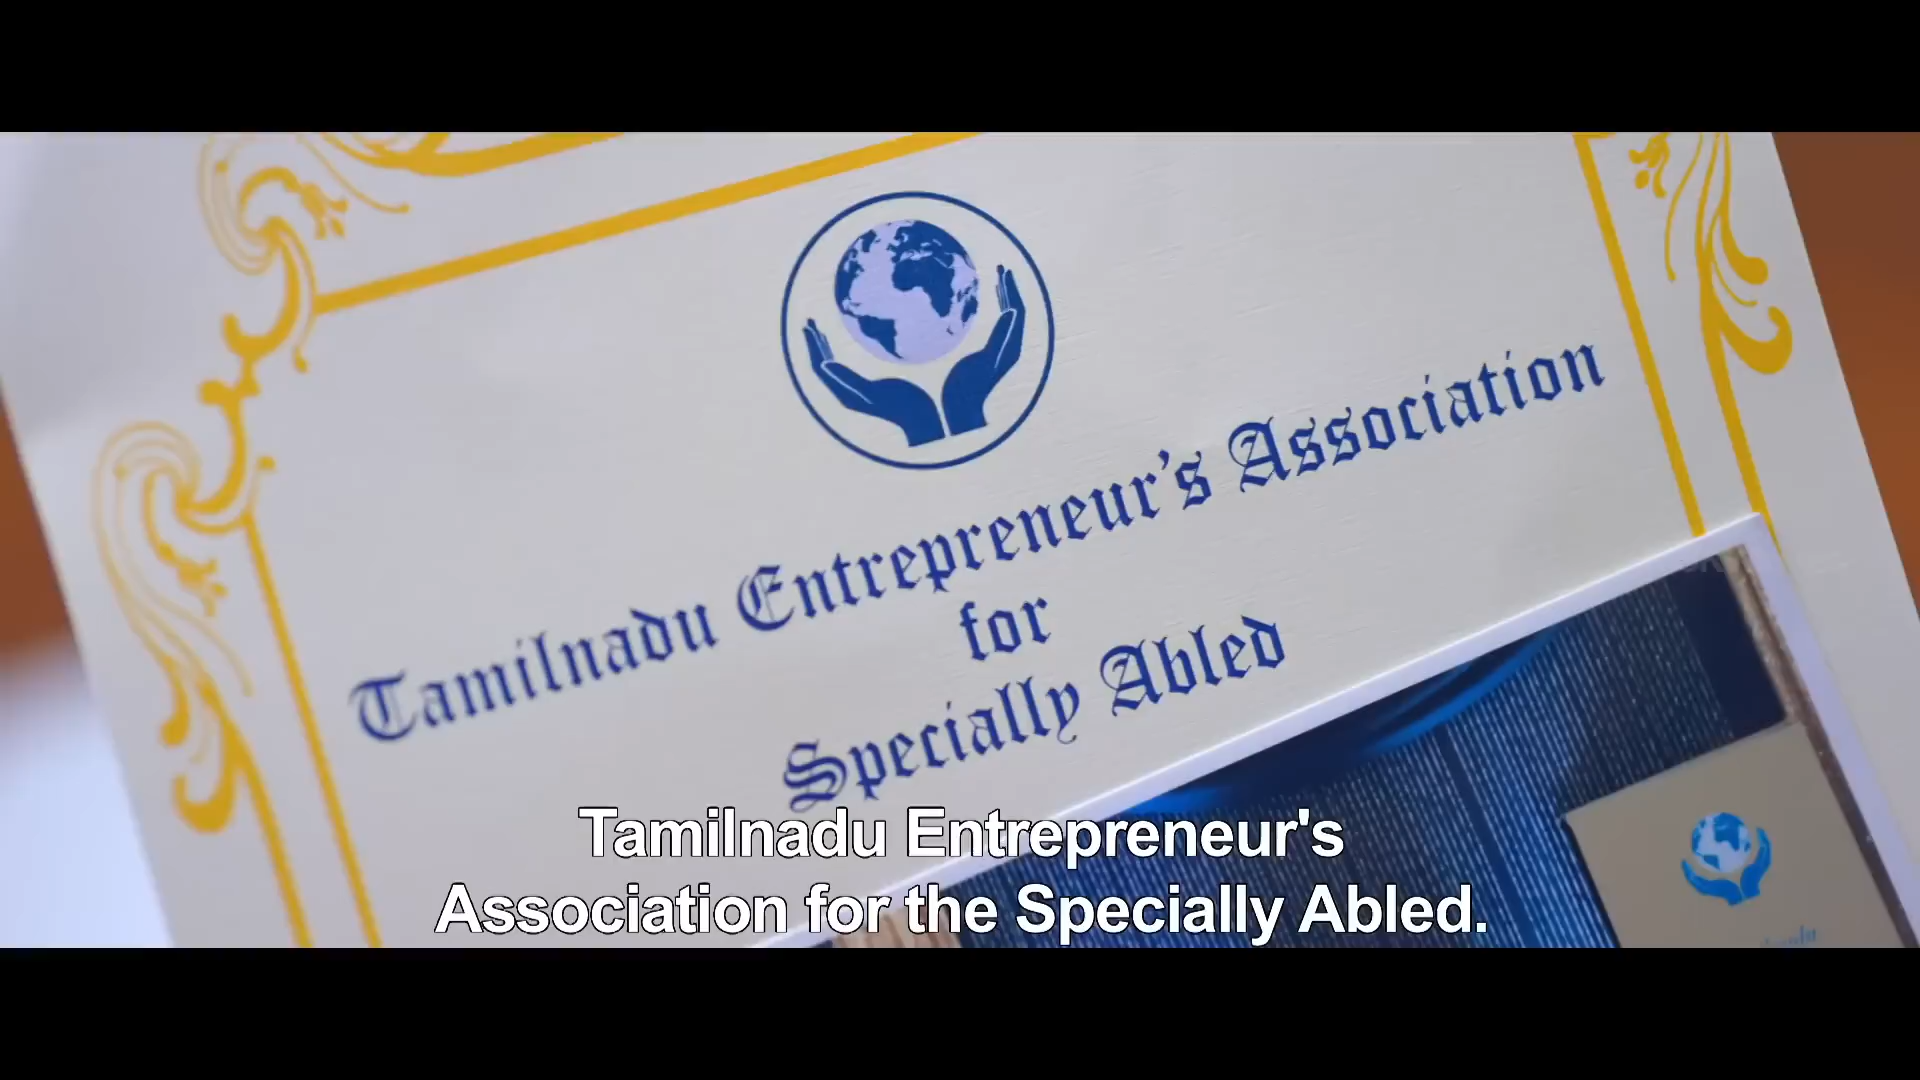 Tamilnadu Entrepreneur's Association
for
Specially Abled
Tamilnadu Entrepreneur's
Association for the Specially Abled.